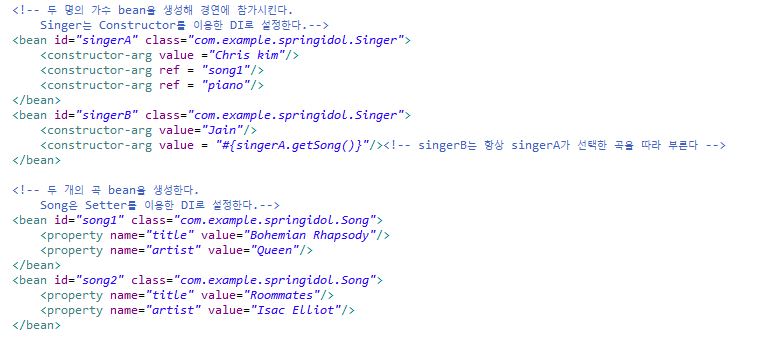 <!-- 두 명의 가수 bean을 생성해 경연에 참가시킨다.
Singer는 Constructor를 이용한 DI로 설정한다.-->
<bean id="singerA" class="com.example.springidol.Singer">
<constructor-arg value ="Chris kim"/>
<constructor-arg ref = "song1"/>
<constructor-arg ref = "piano"/>
</bean>
<bean id="singerB" class="com.example.springidol.Singer">
<constructor-arg value="Jain"/>
<constructor-arg value = "#{singerA.getSong()}"/><!-- singerB는 항상 singerA가 선택한 곡을 따라 부른다 -->
</bean>
<!-- 두 개의 곡 bean을 생성한다.
Song은 Setter를 이용한 DI로 설정한다.-->
<bean id="song1" class="com.example.springidol.Song">
<property name="title" value="Bohemian Rhapsody"/>
<property name="artist" value="Queen"/>
</bean>
<bean id="song2" class="com.example.springidol.Song">
<property name="title" value="Roommates"/>
<property name="artist" value="Isac Elliot"/>
</bean>